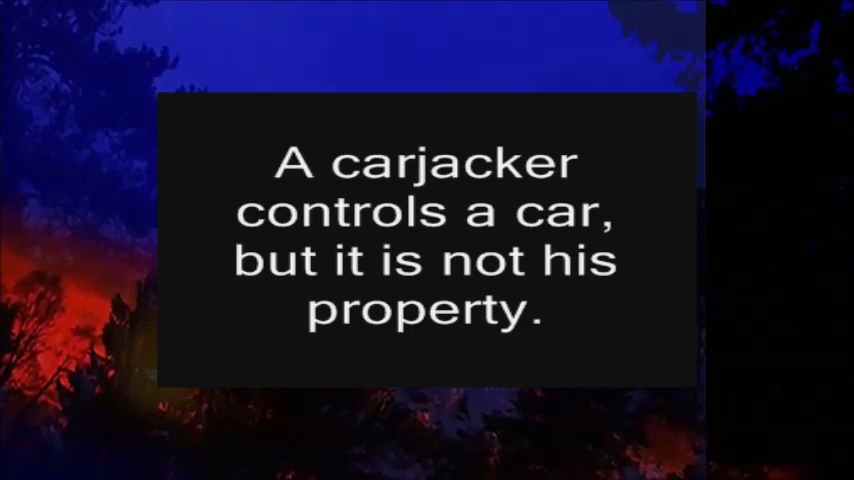 A carjacker
controls a car,
but it is not his
property.